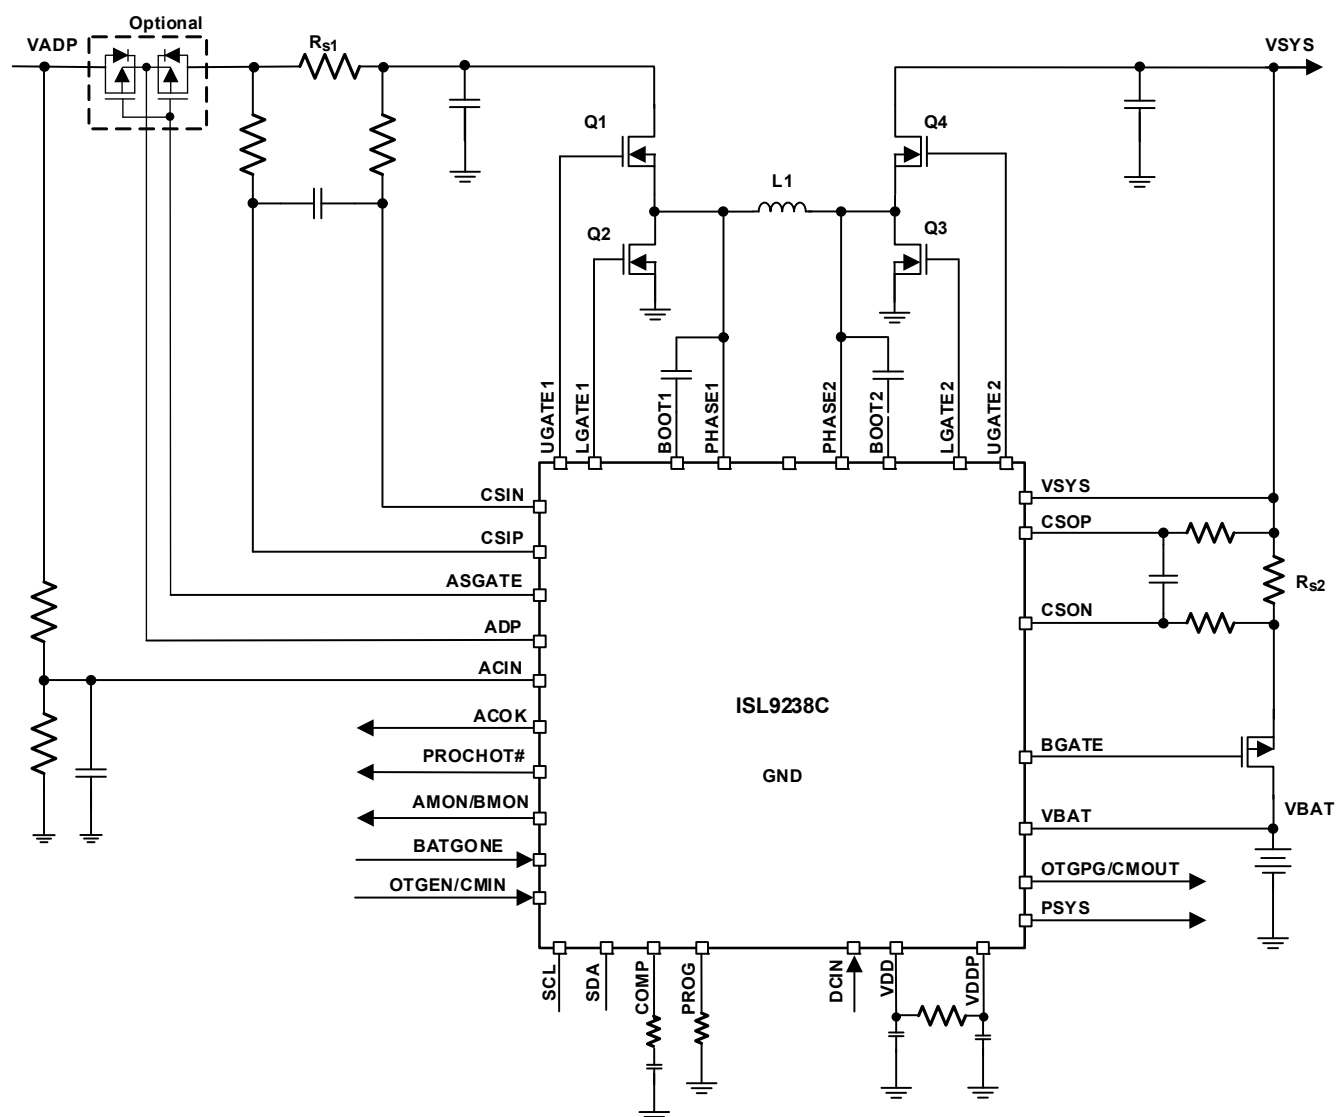 Optional
VADP
Rs1
VSYS
Q1
Q4
L1
Q2
Q3
UGATE1
LGATE1
BOOT1
PHASE1
PHASE2
BOOT2
LGATE2
UGATE2
CSIN
VSYS
CSOP
CSIP
ASGATE
Rs2
ADP
CSON
ACIN
ISL9238C
ACOK
PROCHOT#
GND
BGATE
AMON/BMON
VBAT
VBAT
BATGONE
OTGPG/CMOUT
OTGEN/CMIN
PSYS
SCL
SDA
COMP
PROG
DCIN
VDD
VDDP